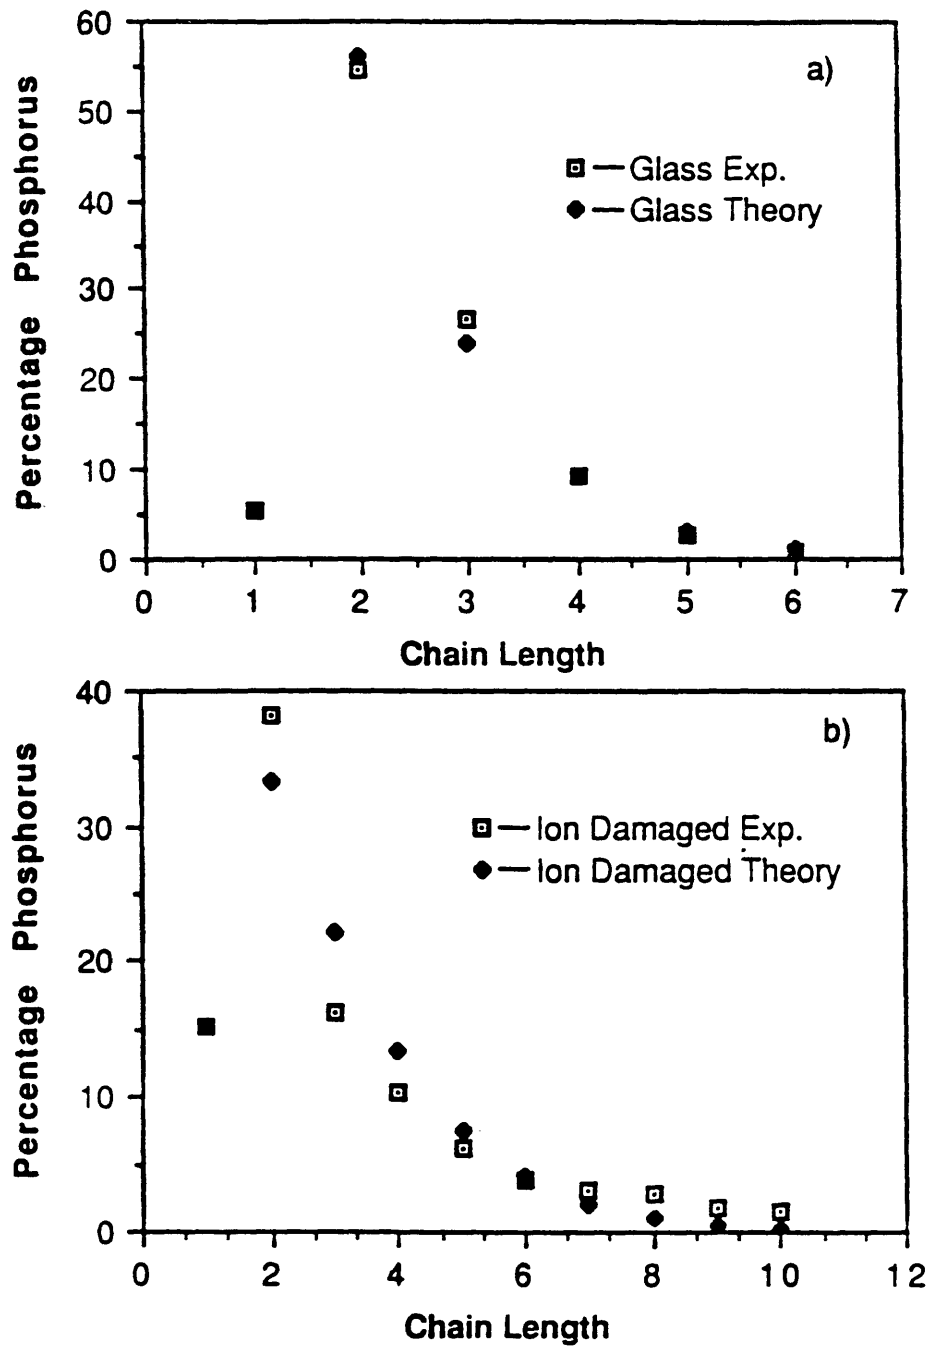 60
a)
50
Glass Exp.
40
Glass Theory
30
20
10
0
Percentage Phosphorus
0 1 2 3 4 5 6 7
Chain Length
40
b)
30
Ion Damaged Exp.
Ion Damaged Theory
20
10
0
Percentage Phosphorus
0 2 4 6 8 10 12
Chain Length